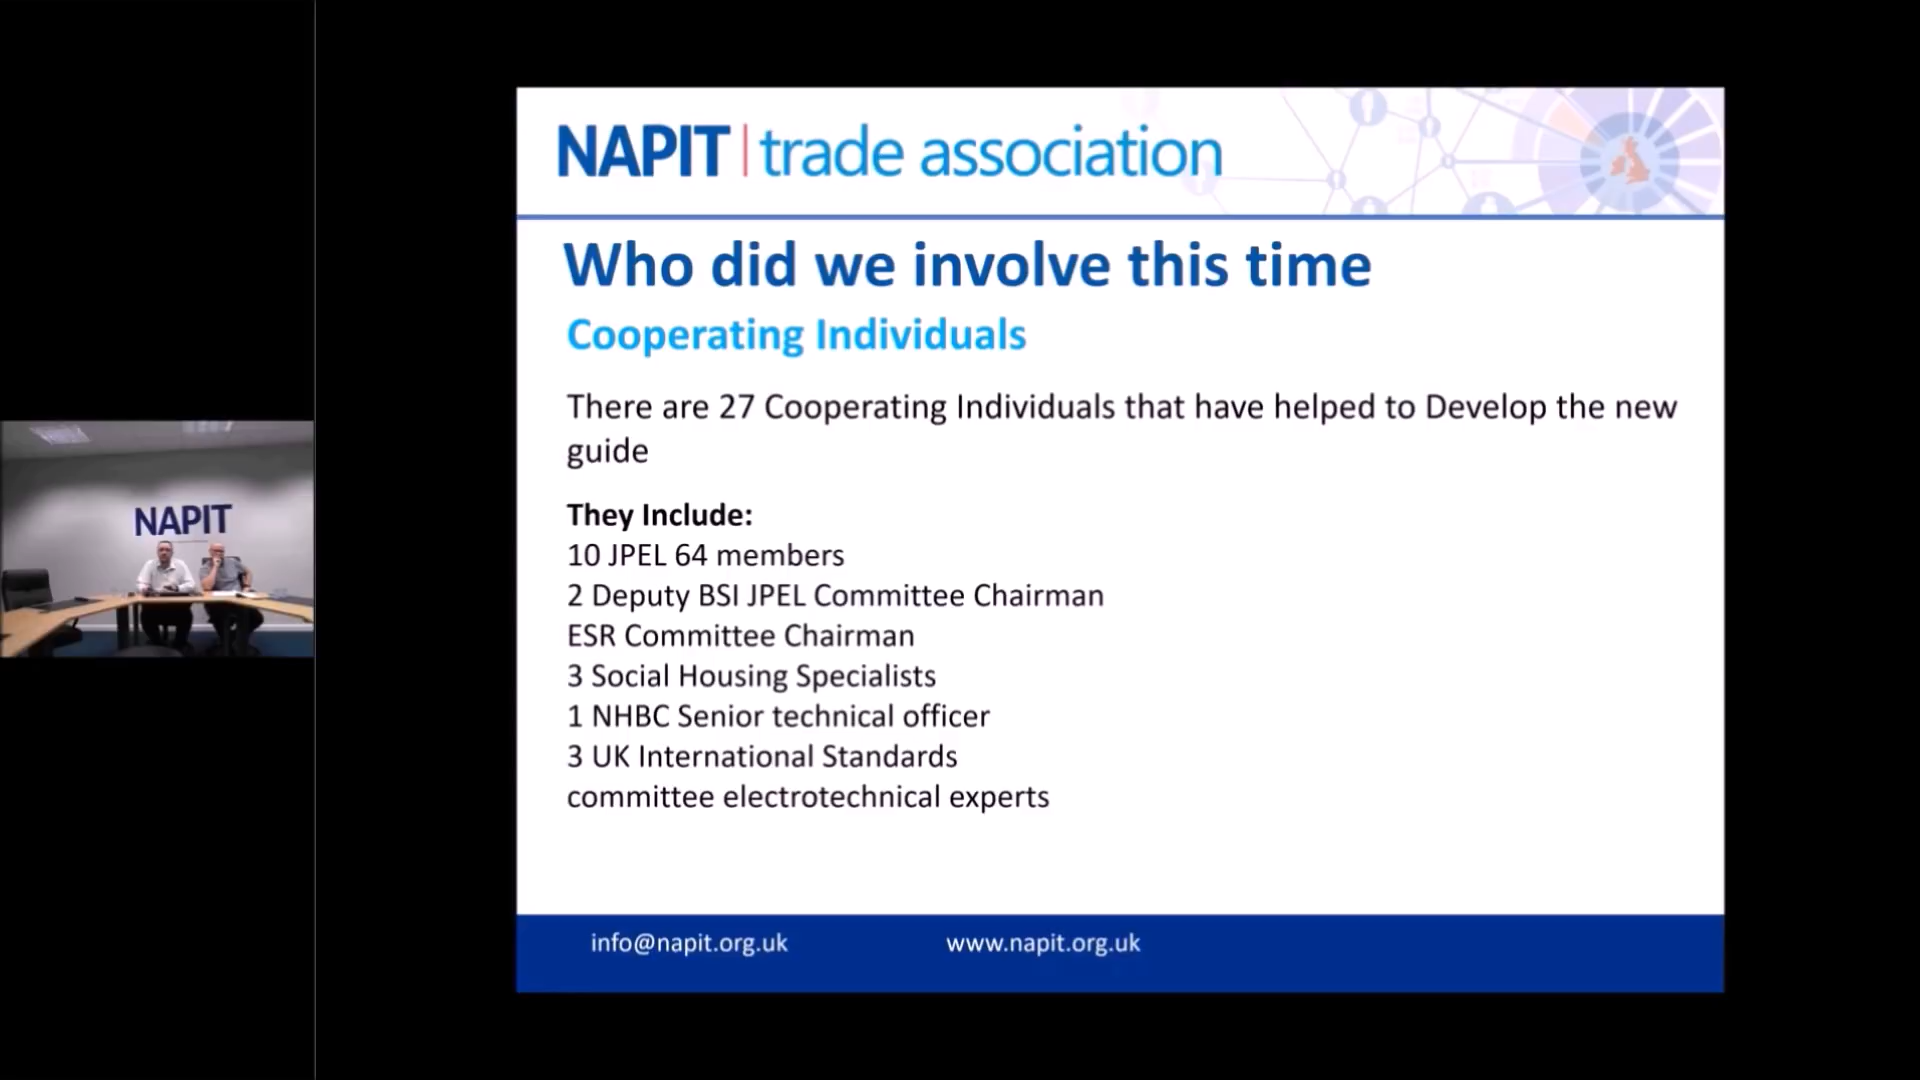 NAPIT | trade association
Who did we involve this time
Cooperating Individuals
There are 27 Cooperating Individuals that have helped to Develop the new
guide
They Include:
10 JPEL 64 members
2 Deputy BSI JPEL Committee Chairman
ESR Committee Chairman
3 Social Housing Specialists
1 NHBC Senior technical officer
3 UK International Standards
committee electrotechnical experts
info@napit.org.uk www.napit.org.uk
NAPIT